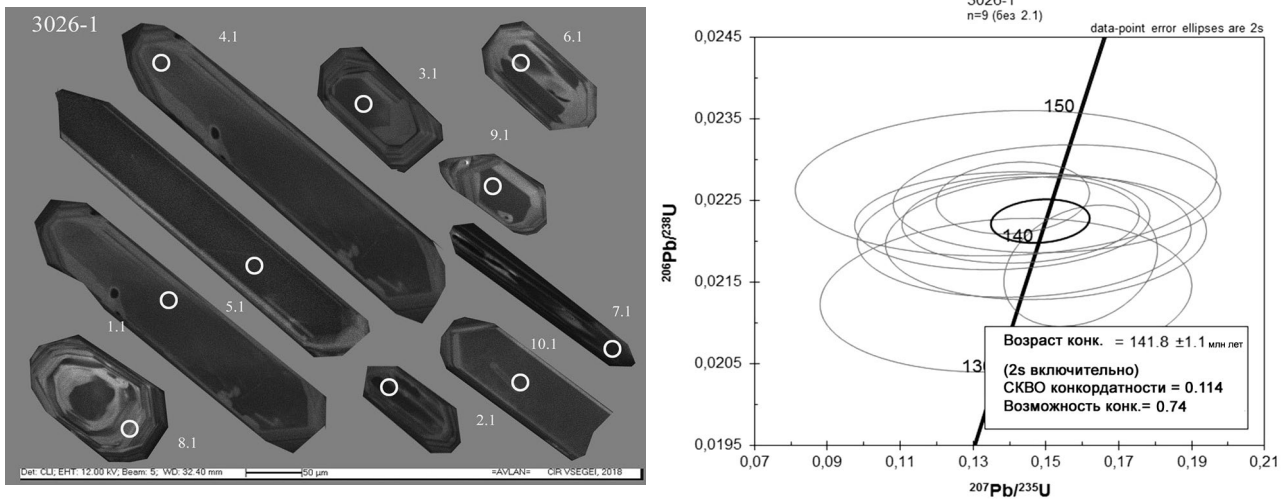 3026-1
4.1
6.1
3.1
9.1
5.1
7.1
1.1
10.1
2.1
8.1
Det: CLI; EHT: 12.00 kV; Beam: 5; WD: 32.40 mm
50 µm
=AVLAN=
CIR VSEGEI, 2018
3026-1
n=9 (без 2.1)
data-point error ellipses are 2s
0,0245
0,0235
0,0225
0,0215
0,0205
0,0195
150
140
130
²⁰⁶Pb/²³⁸U
Возраст конк. = 141.8 ±1.1 млн лет
(2s включительно)
СКВО конкордатности = 0.114
Возможность конк.= 0.74
0,07 0,09 0,11 0,13 0,15 0,17 0,19 0,21
²⁰⁷Pb/²³⁵U